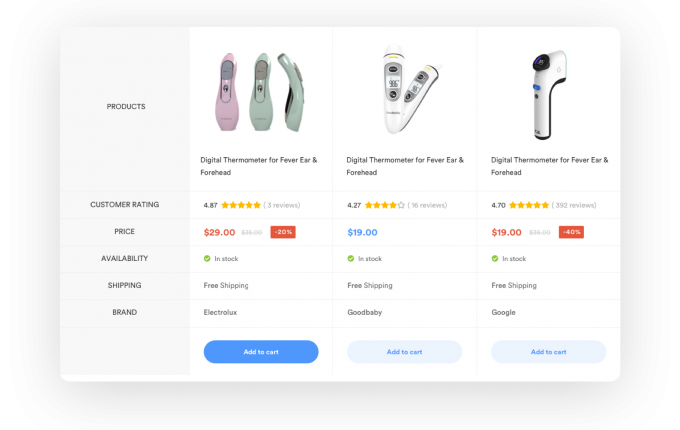 PRODUCTS
Digital Thermometer for Fever Ear &
Forehead
Digital Thermometer for Fever Ear &
Forehead
Digital Thermometer for Fever Ear &
Forehead
CUSTOMER RATING
4.87 ( 3 reviews)
4.27 ( 16 reviews)
4.70 ( 392 reviews)
PRICE
$29.00 $35.00 -20%
$19.00
$19.00 $35.00 -40%
AVAILABILITY
In stock
In stock
In stock
SHIPPING
Free Shipping
Free Shipping
Free Shipping
BRAND
Electrolux
Goodbaby
Google
Add to cart
Add to cart
Add to cart